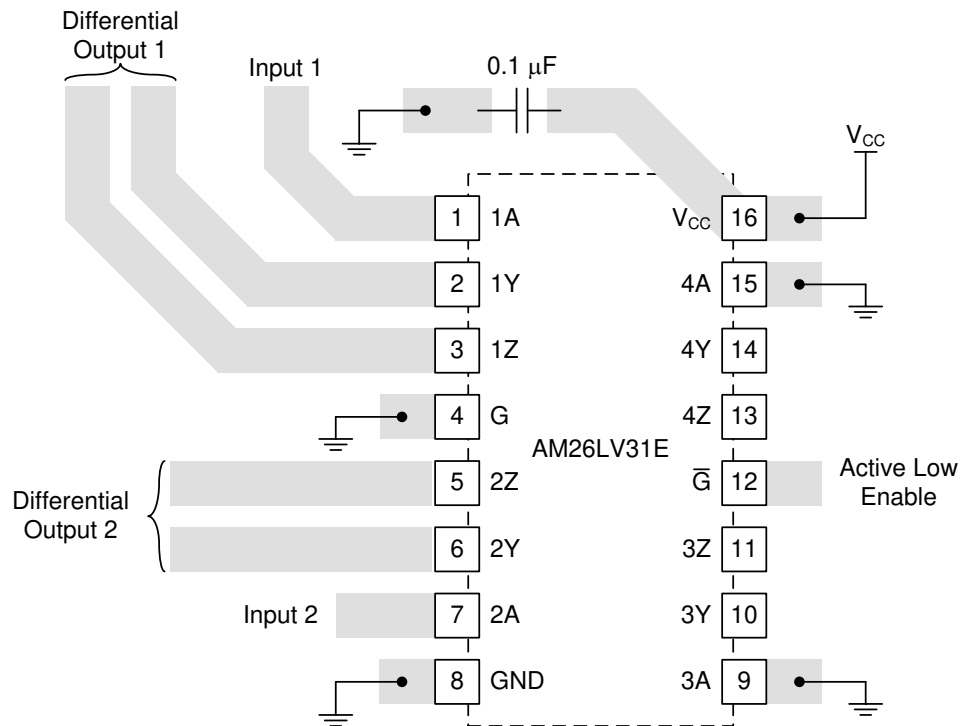 Differential
Output 1
Input 1
0.1 μF
V_CC
1 1A
V_CC 16
2 1Y
4A 15
3 1Z
4Y 14
4 G
4Z 13
AM26LV31E
5 2Z
G̅ 12
Active Low
Enable
Differential
Output 2
6 2Y
3Z 11
Input 2
7 2A
3Y 10
8 GND
3A 9